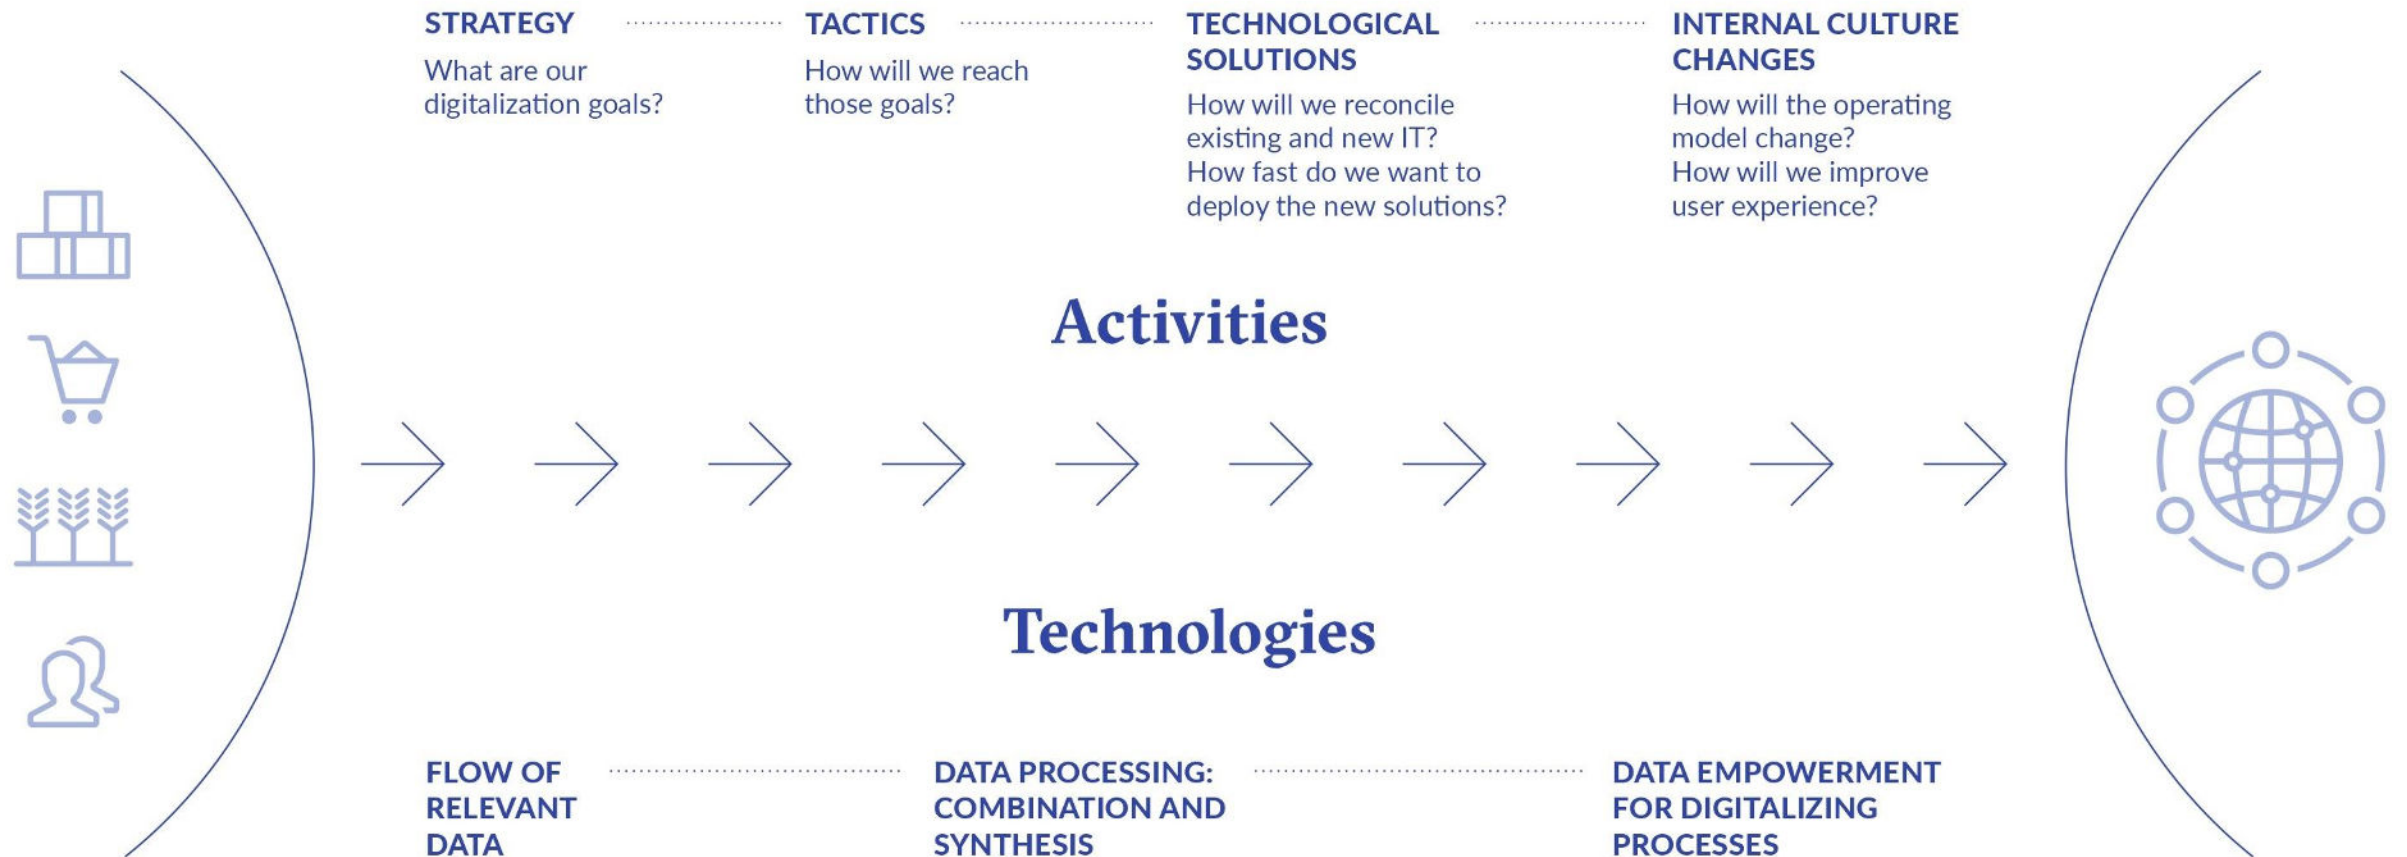 STRATEGY
What are our
digitalization goals?
TACTICS
How will we reach
those goals?
TECHNOLOGICAL
SOLUTIONS
How will we reconcile
existing and new IT?
How fast do we want to
deploy the new solutions?
INTERNAL CULTURE
CHANGES
How will the operating
model change?
How will we improve
user experience?
Activities
Technologies
FLOW OF
RELEVANT
DATA
DATA PROCESSING:
COMBINATION AND
SYNTHESIS
DATA EMPOWERMENT
FOR DIGITALIZING
PROCESSES